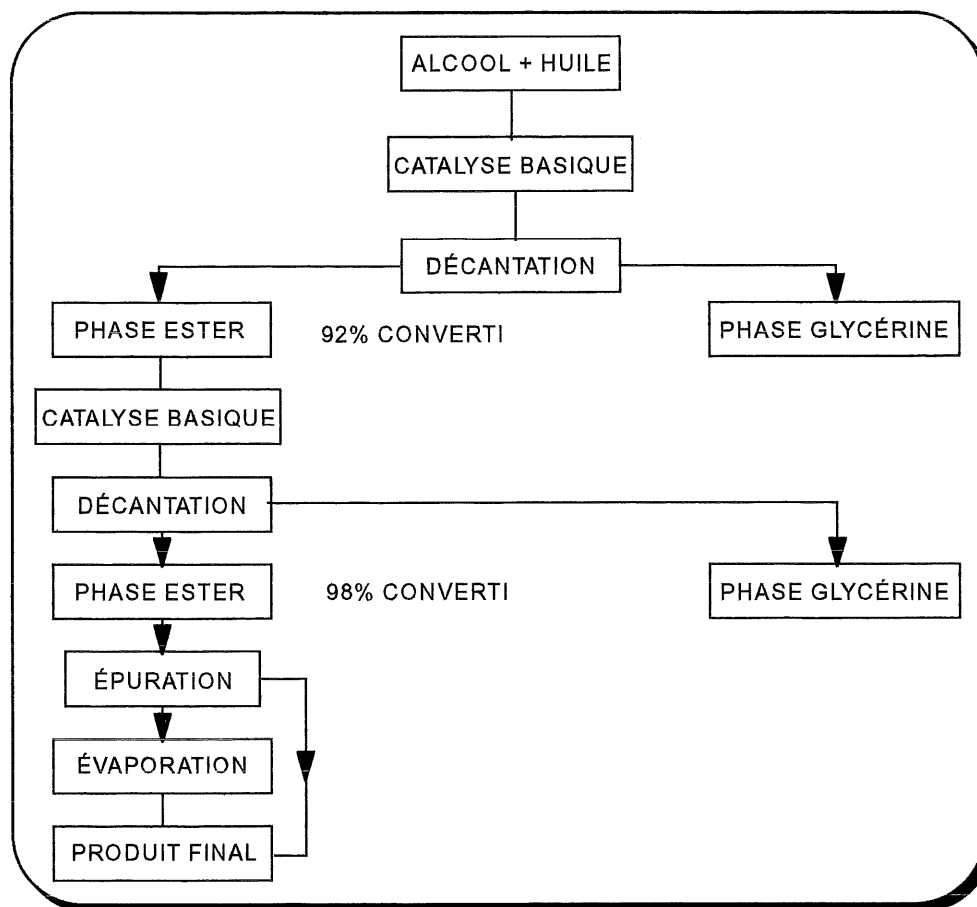 ALCOOL + HUILE
CATALYSE BASIQUE
DÉCANTATION
PHASE ESTER
92% CONVERTI
PHASE GLYCÉRINE
CATALYSE BASIQUE
DÉCANTATION
PHASE ESTER
98% CONVERTI
PHASE GLYCÉRINE
ÉPURATION
ÉVAPORATION
PRODUIT FINAL